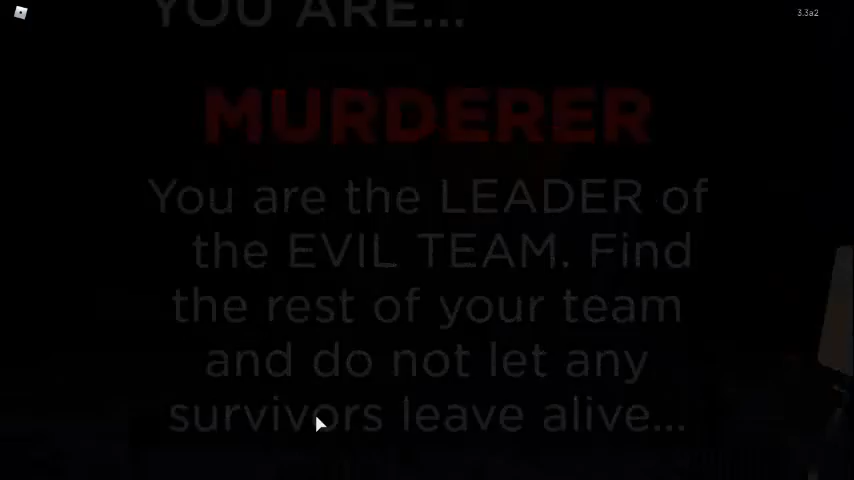 3.3a2
YOU ARE...
MURDERER
You are the LEADER of
the EVIL TEAM. Find
the rest of your team
and do not let any
survivors leave alive...